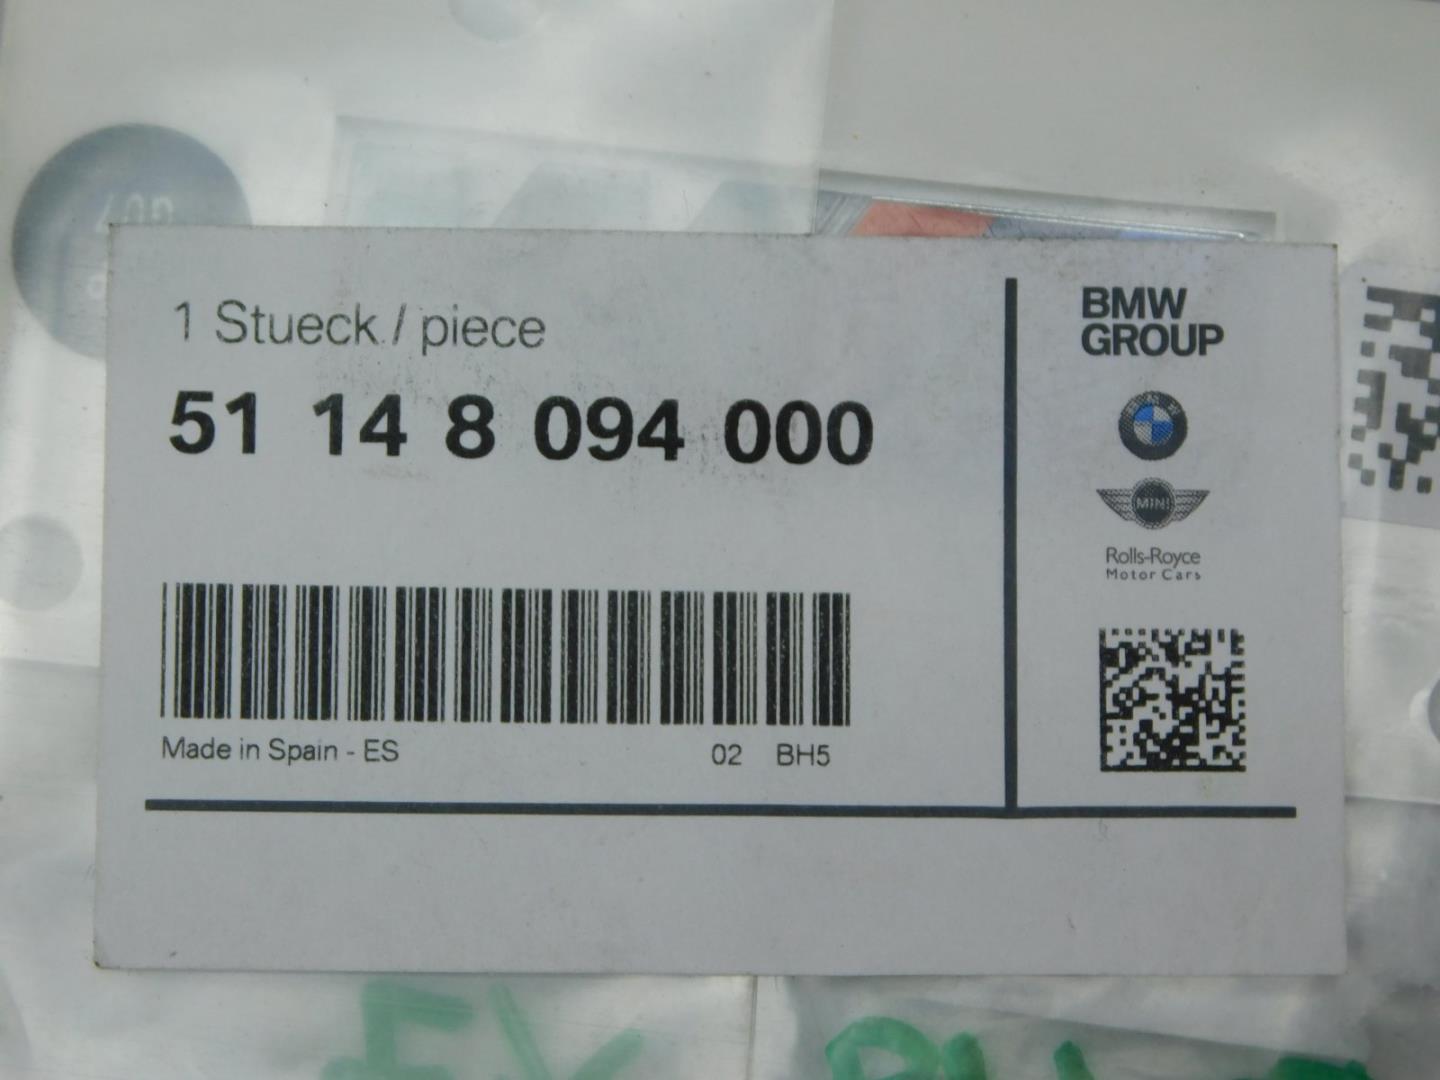 1 Stueck / piece
51 14 8 094 000
Made in Spain - ES 02 BH5
BMW
GROUP
MINI
Rolls-Royce
Motor Cars